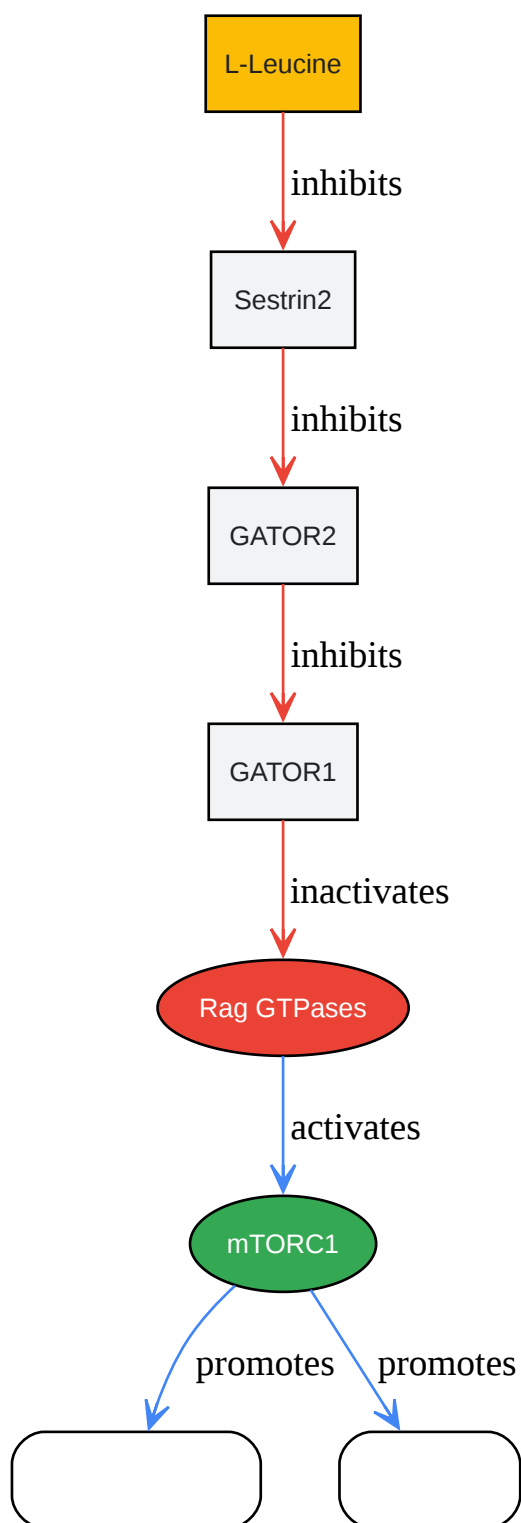 L-Leucine
inhibits
Sestrin2
inhibits
GATOR2
inhibits
GATOR1
inactivates
Rag GTPases
activates
mTORC1
promotes
promotes